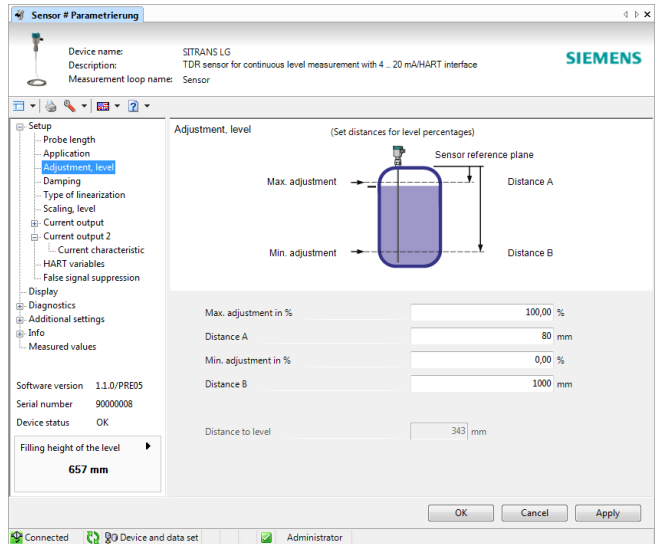 Sensor # Parametrierung
Device name: SITRANS LG
Description: TDR sensor for continuous level measurement with 4 .. 20 mA/HART interface
Measurement loop name: Sensor
SIEMENS
Setup
Probe length
Application
Adjustment, level
Damping
Type of linearization
Scaling, level
Current output
Current output 2
Current characteristic
HART variables
False signal suppression
Display
Diagnostics
Additional settings
Info
Measured values
Software version 1.1.0/PRE05
Serial number 90000008
Device status OK
Filling height of the level
657 mm
Adjustment, level
(Set distances for level percentages)
Sensor reference plane
Max. adjustment
Distance A
Min. adjustment
Distance B
Max. adjustment in % 100,00 %
Distance A 80 mm
Min. adjustment in % 0,00 %
Distance B 1000 mm
Distance to level 343 mm
OK Cancel Apply
Connected Device and data set Administrator